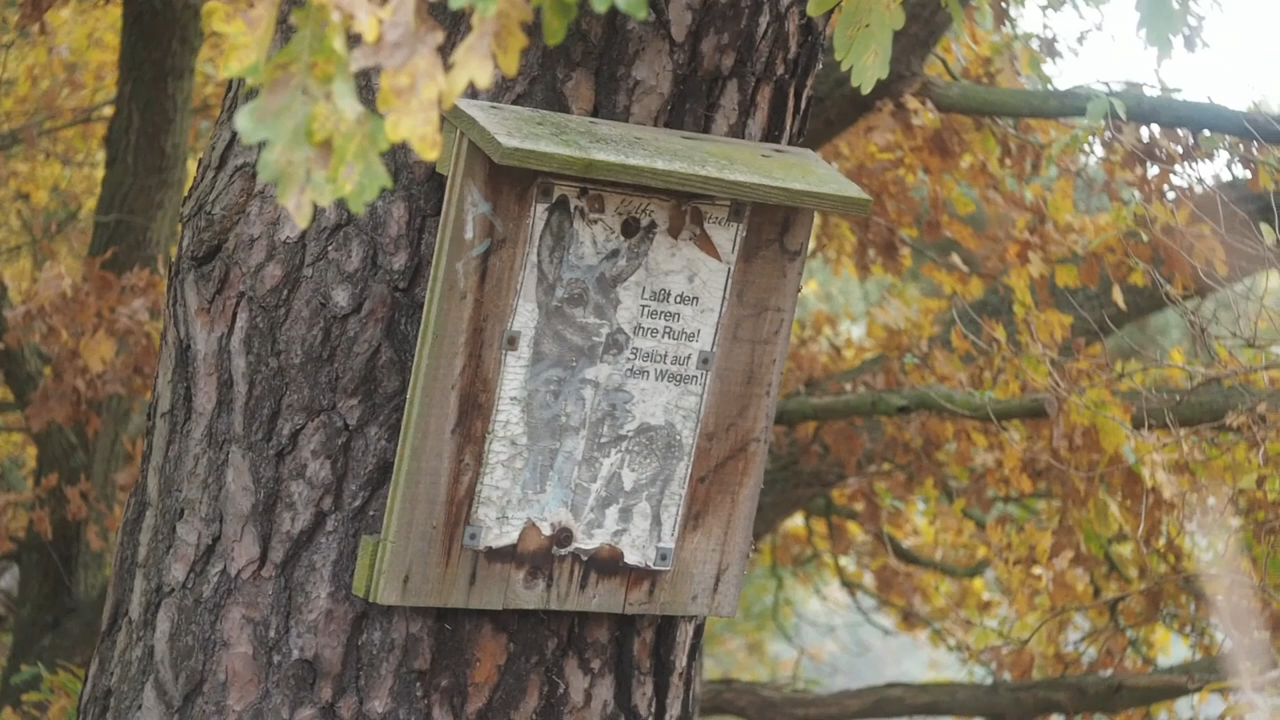 Laßt den
Tieren
ihre Ruhe!
Bleibt auf
den Wegen!